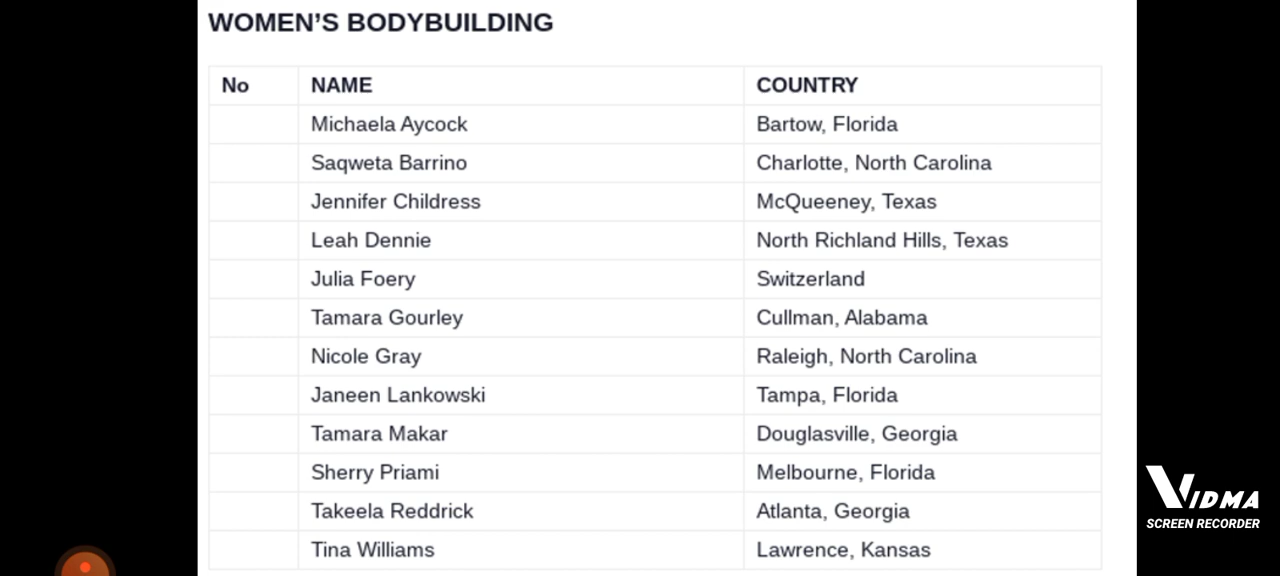 WOMEN’S BODYBUILDING
No NAME COUNTRY
Michaela Aycock Bartow, Florida
Saqweta Barrino Charlotte, North Carolina
Jennifer Childress McQueeney, Texas
Leah Dennie North Richland Hills, Texas
Julia Foery Switzerland
Tamara Gourley Cullman, Alabama
Nicole Gray Raleigh, North Carolina
Janeen Lankowski Tampa, Florida
Tamara Makar Douglasville, Georgia
Sherry Priami Melbourne, Florida
Takeela Reddrick Atlanta, Georgia
Tina Williams Lawrence, Kansas
VIDMA
SCREEN RECORDER